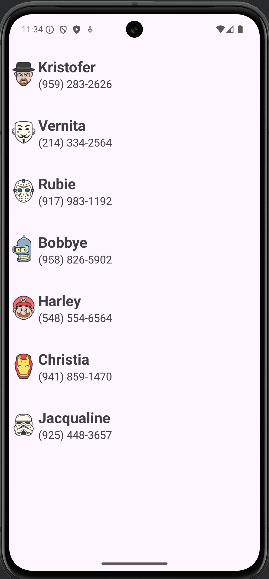 11:34
Kristofer
(959) 283-2626
Vernita
(214) 334-2564
Rubie
(917) 983-1192
Bobbye
(958) 826-5902
Harley
(548) 554-6564
Christia
(941) 859-1470
Jacqualine
(925) 448-3657